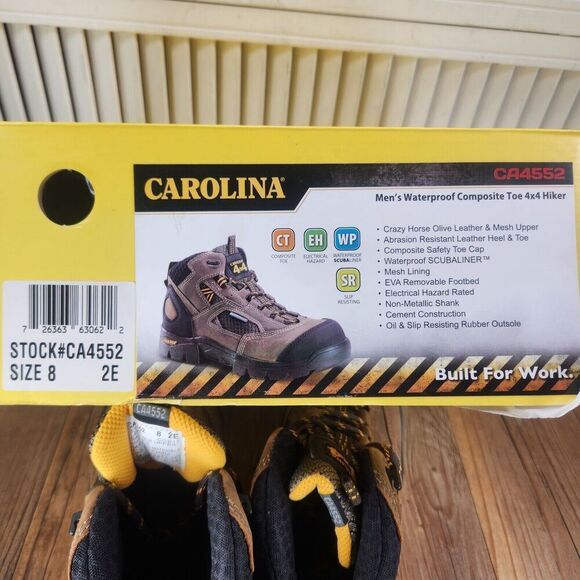 CA4552
CAROLINA®
Men's Waterproof Composite Toe 4x4 Hiker
CT
COMPOSITE
TOE
EH
ELECTRICAL
HAZARD
WP
WATERPROOF
SCUBALINER
SR
SLIP
RESISTING
4x4
• Crazy Horse Olive Leather & Mesh Upper
• Abrasion Resistant Leather Heel & Toe
• Composite Safety Toe Cap
• Waterproof SCUBALINER™
• Mesh Lining
• EVA Removable Footbed
• Electrical Hazard Rated
• Non-Metallic Shank
• Cement Construction
• Oil & Slip Resisting Rubber Outsole
Built For Work.
7 26363 63062 2
STOCK#CA4552
SIZE 8 2E
CA4552
8 2E